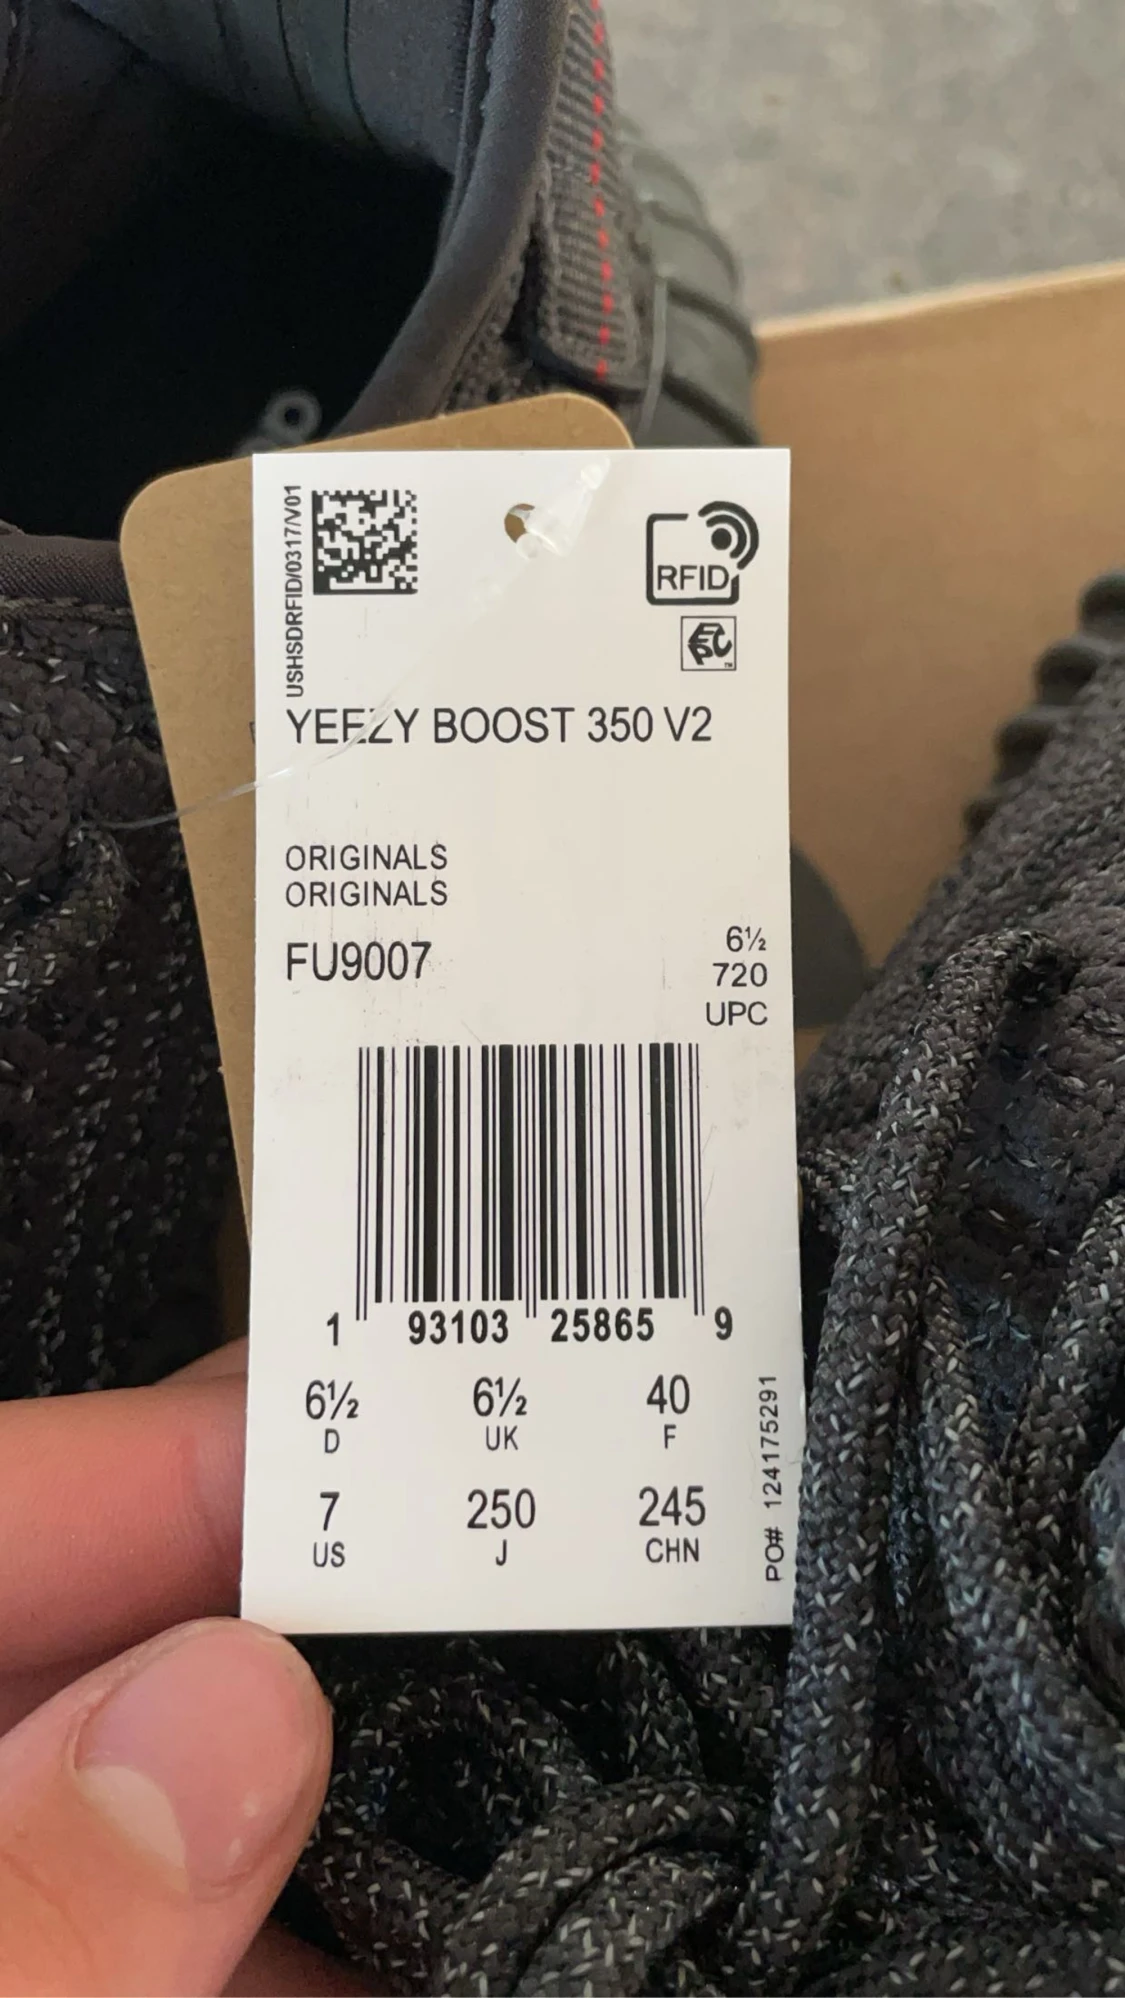 USHSDRFID/0317/V01
RFID
YEEZY BOOST 350 V2
ORIGINALS
ORIGINALS
FU9007
6½
720
UPC
1 93103 25865 9
6½ 6½ 40
D UK F
7 250 245
US J CHN
PO# 124175291